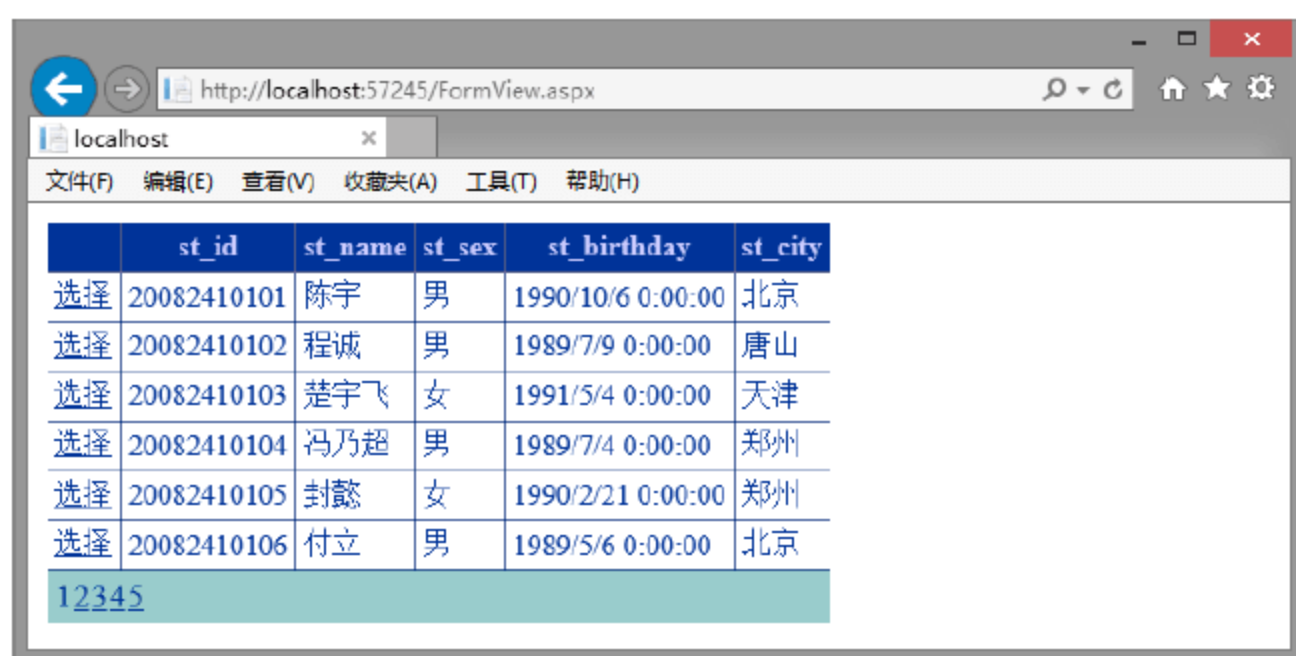 http://localhost:57245/FormView.aspx
localhost
文件(F) 编辑(E) 查看(V) 收藏夹(A) 工具(T) 帮助(H)
st_id st_name st_sex st_birthday st_city
选择 20082410101 陈宇 男 1990/10/6 0:00:00 北京
选择 20082410102 程诚 男 1989/7/9 0:00:00 唐山
选择 20082410103 楚宇飞 女 1991/5/4 0:00:00 天津
选择 20082410104 冯乃超 男 1989/7/4 0:00:00 郑州
选择 20082410105 封懿 女 1990/2/21 0:00:00 郑州
选择 20082410106 付立 男 1989/5/6 0:00:00 北京
12345